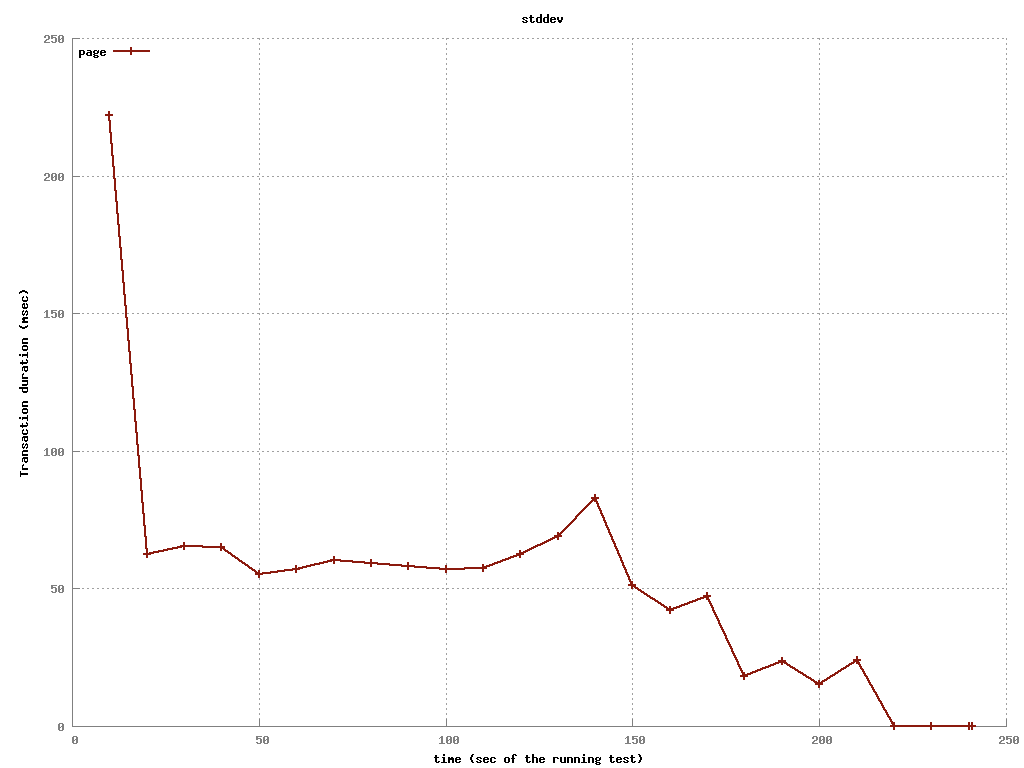 stddev
250
page
200
150
100
50
0
Transaction duration (msec)
0 50 100 150 200 250
time (sec of the running test)